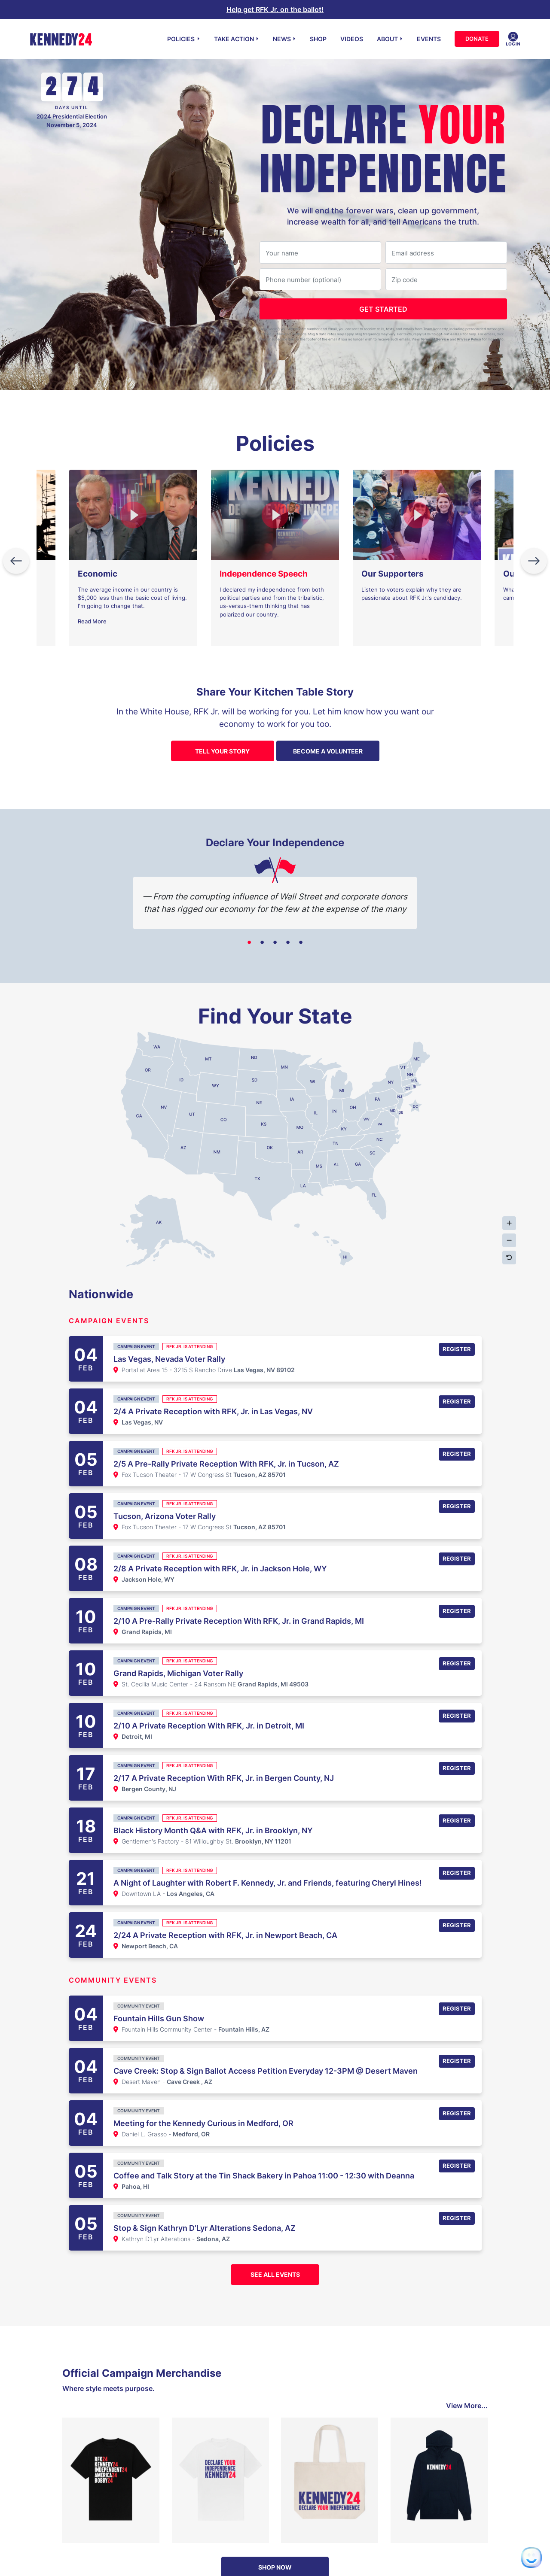 Help get RFK Jr. on the ballot!
KENNEDY24
POLICIES
TAKE ACTION
NEWS
SHOP
VIDEOS
ABOUT
EVENTS
DONATE
LOGIN
274
DAYS UNTIL
2024 Presidential Election
November 5, 2024
DECLARE YOUR
INDEPENDENCE
We will end the forever wars, clean up government,
increase wealth for all, and tell Americans the truth.
Your name
Email address
Phone number (optional)
Zip code
GET STARTED
Privacy Policy
Policies
Economic
The average income in our country is
$5,000 less than the basic cost of living.
I'm going to change that.
Read More
Independence Speech
I declared my independence from both
political parties and from the tribalistic,
us-versus-them thinking that has
polarized our country.
Our Supporters
Listen to voters explain why they are
passionate about RFK Jr.'s candidacy.
Ou
Wha
cam
Share Your Kitchen Table Story
In the White House, RFK Jr. will be working for you. Let him know how you want our
economy to work for you too.
TELL YOUR STORY
BECOME A VOLUNTEER
Declare Your Independence
— From the corrupting influence of Wall Street and corporate donors
that has rigged our economy for the few at the expense of the many
Find Your State
WA
MT
ND
MN
ME
VT
NH
OR
ID
WY
SD
WI
MI
NY
MA
CT
RI
NV
UT
NE
IA
IL
IN
OH
PA
NJ
CA
CO
KS
MO
KY
WV
VA
MD
DE
DC
AZ
NM
OK
AR
TN
NC
SC
TX
LA
MS
AL
GA
FL
AK
HI
+
−
Nationwide
CAMPAIGN EVENTS
04
FEB
CAMPAIGN EVENT
RFK JR. IS ATTENDING
Las Vegas, Nevada Voter Rally
Portal at Area 15 - 3215 S Rancho Drive Las Vegas, NV 89102
REGISTER
04
FEB
CAMPAIGN EVENT
RFK JR. IS ATTENDING
2/4 A Private Reception with RFK, Jr. in Las Vegas, NV
Las Vegas, NV
REGISTER
05
FEB
CAMPAIGN EVENT
RFK JR. IS ATTENDING
2/5 A Pre-Rally Private Reception With RFK, Jr. in Tucson, AZ
Fox Tucson Theater - 17 W Congress St Tucson, AZ 85701
REGISTER
05
FEB
CAMPAIGN EVENT
RFK JR. IS ATTENDING
Tucson, Arizona Voter Rally
Fox Tucson Theater - 17 W Congress St Tucson, AZ 85701
REGISTER
08
FEB
CAMPAIGN EVENT
RFK JR. IS ATTENDING
2/8 A Private Reception with RFK, Jr. in Jackson Hole, WY
Jackson Hole, WY
REGISTER
10
FEB
CAMPAIGN EVENT
RFK JR. IS ATTENDING
2/10 A Pre-Rally Private Reception With RFK, Jr. in Grand Rapids, MI
Grand Rapids, MI
REGISTER
10
FEB
CAMPAIGN EVENT
RFK JR. IS ATTENDING
Grand Rapids, Michigan Voter Rally
St. Cecilia Music Center - 24 Ransom NE Grand Rapids, MI 49503
REGISTER
10
FEB
CAMPAIGN EVENT
RFK JR. IS ATTENDING
2/10 A Private Reception With RFK, Jr. in Detroit, MI
Detroit, MI
REGISTER
17
FEB
CAMPAIGN EVENT
RFK JR. IS ATTENDING
2/17 A Private Reception With RFK, Jr. in Bergen County, NJ
Bergen County, NJ
REGISTER
18
FEB
CAMPAIGN EVENT
RFK JR. IS ATTENDING
Black History Month Q&A with RFK, Jr. in Brooklyn, NY
Gentlemen's Factory - 81 Willoughby St. Brooklyn, NY 11201
REGISTER
21
FEB
CAMPAIGN EVENT
RFK JR. IS ATTENDING
A Night of Laughter with Robert F. Kennedy, Jr. and Friends, featuring Cheryl Hines!
Downtown LA - Los Angeles, CA
REGISTER
24
FEB
CAMPAIGN EVENT
RFK JR. IS ATTENDING
2/24 A Private Reception with RFK, Jr. in Newport Beach, CA
Newport Beach, CA
REGISTER
COMMUNITY EVENTS
04
FEB
COMMUNITY EVENT
Fountain Hills Gun Show
Fountain Hills Community Center - Fountain Hills, AZ
REGISTER
04
FEB
COMMUNITY EVENT
Cave Creek: Stop & Sign Ballot Access Petition Everyday 12-3PM @ Desert Maven
Desert Maven - Cave Creek , AZ
REGISTER
04
FEB
COMMUNITY EVENT
Meeting for the Kennedy Curious in Medford, OR
Daniel L. Grasso - Medford, OR
REGISTER
05
FEB
COMMUNITY EVENT
Coffee and Talk Story at the Tin Shack Bakery in Pahoa 11:00 - 12:30 with Deanna
Pahoa, HI
REGISTER
05
FEB
COMMUNITY EVENT
Stop & Sign Kathryn D'Lyr Alterations Sedona, AZ
Kathryn D'Lyr Alterations - Sedona, AZ
REGISTER
SEE ALL EVENTS
Official Campaign Merchandise
Where style meets purpose.
View More...
RFK24
KENNEDY24
INDEPENDENT24
AMERICA24
BOBBY24
DECLARE YOUR
INDEPENDENCE
KENNEDY24
KENNEDY24
DECLARE YOUR INDEPENDENCE
KENNEDY24
SHOP NOW